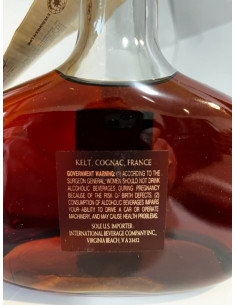 KELT, COGNAC, FRANCE
GOVERNMENT WARNING: (1) ACCORDING TO THE
SURGEON GENERAL, WOMEN SHOULD NOT DRINK
ALCOHOLIC BEVERAGES DURING PREGNANCY
BECAUSE OF THE RISK OF BIRTH DEFECTS. (2)
CONSUMPTION OF ALCOHOLIC BEVERAGES IMPAIRS
YOUR ABILITY TO DRIVE A CAR OR OPERATE
MACHINERY, AND MAY CAUSE HEALTH PROBLEMS.
SOLE U.S. IMPORTER
INTERNATIONAL BEVERAGE COMPANY INC.,
VIRGINIA BEACH, VA 23452